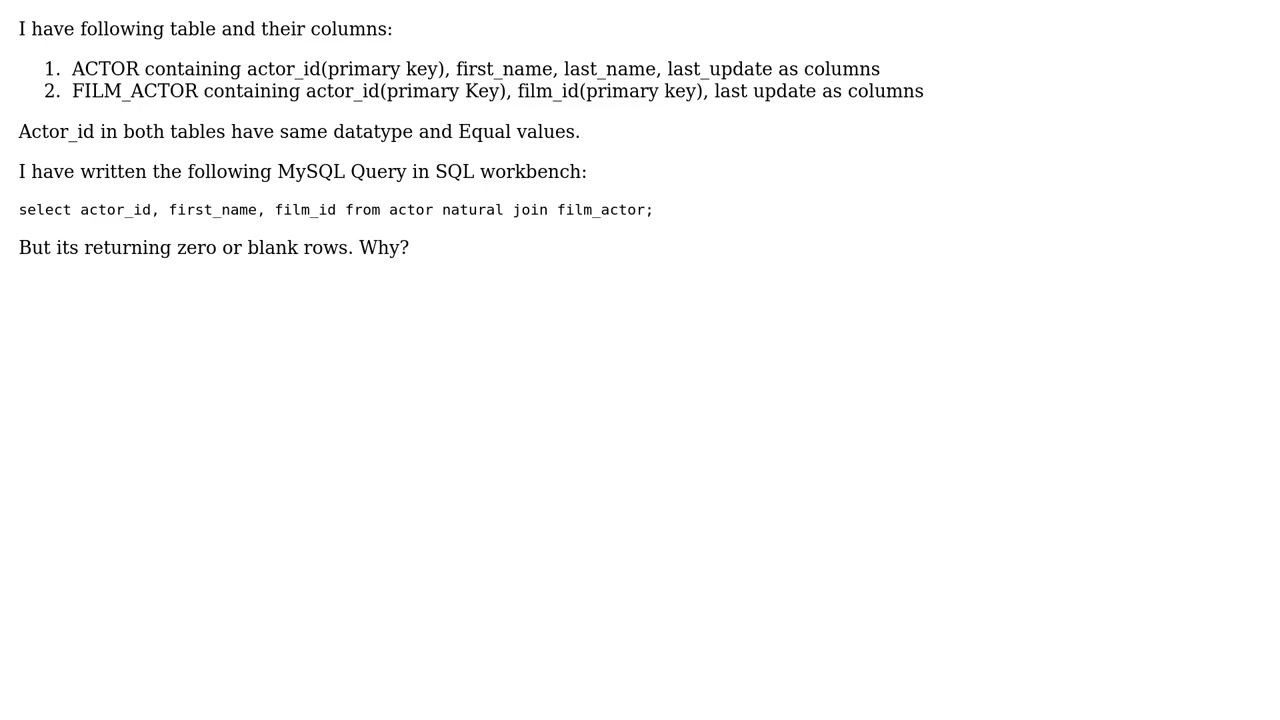 I have following table and their columns:
1. ACTOR containing actor_id(primary key), first_name, last_name, last_update as columns
2. FILM_ACTOR containing actor_id(primary Key), film_id(primary key), last update as columns
Actor_id in both tables have same datatype and Equal values.
I have written the following MySQL Query in SQL workbench:
select actor_id, first_name, film_id from actor natural join film_actor;
But its returning zero or blank rows. Why?